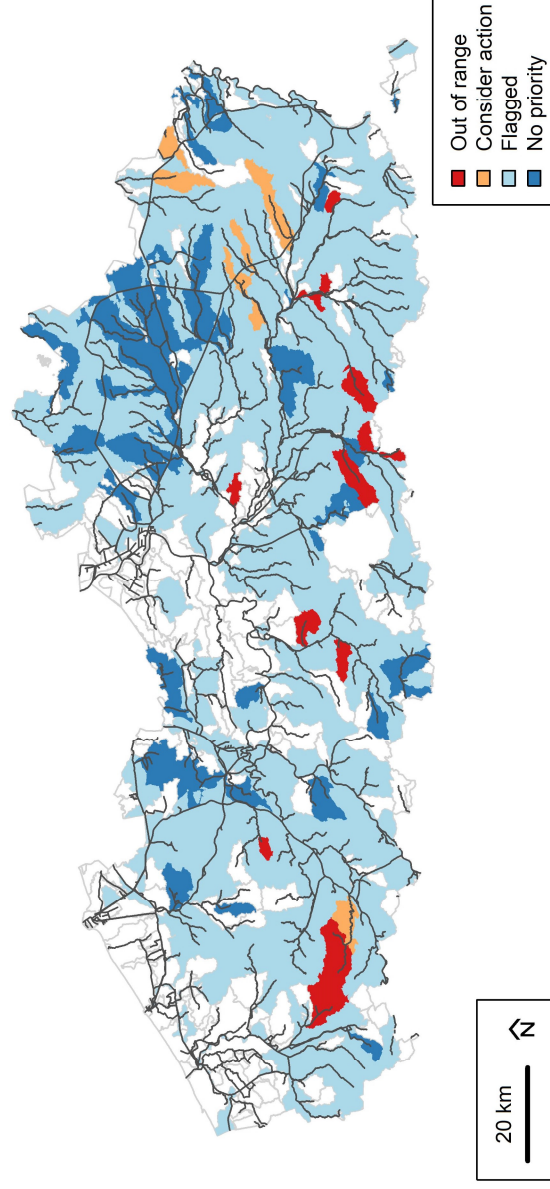 Out of range
Consider action
Flagged
No priority
20 km
N